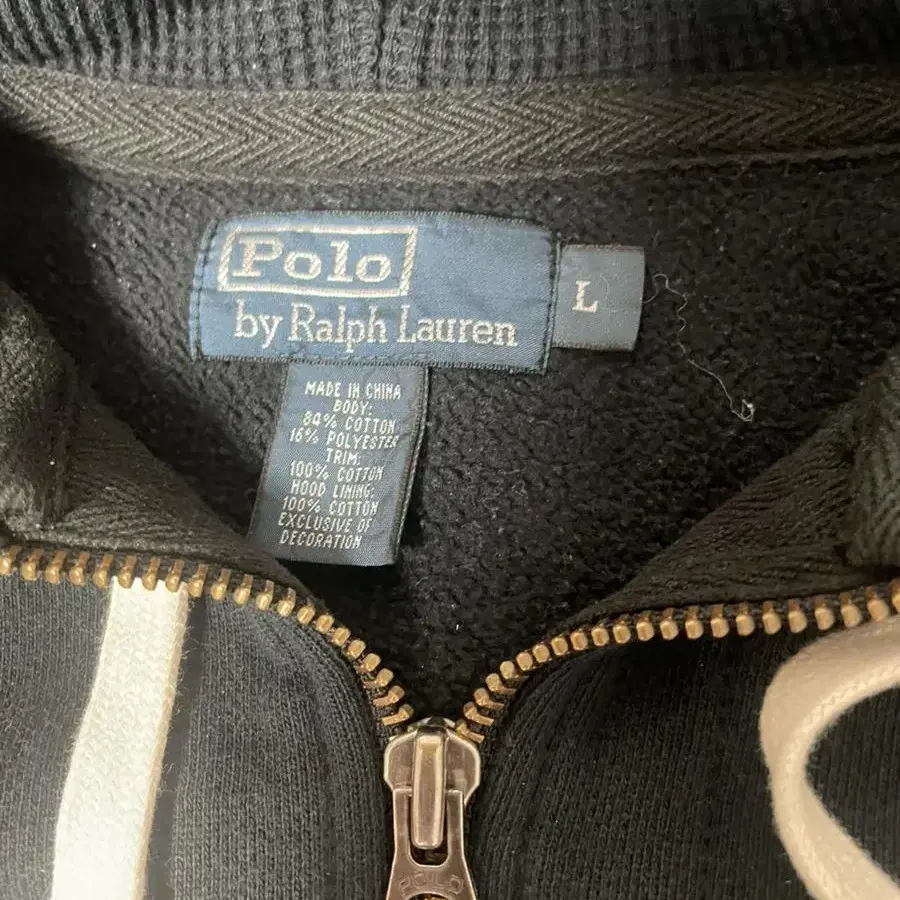 Polo
by Ralph Lauren
L
MADE IN CHINA
BODY:
84% COTTON
16% POLYESTER
TRIM:
100% COTTON
HOOD LINING:
100% COTTON
EXCLUSIVE OF
DECORATION
POLO